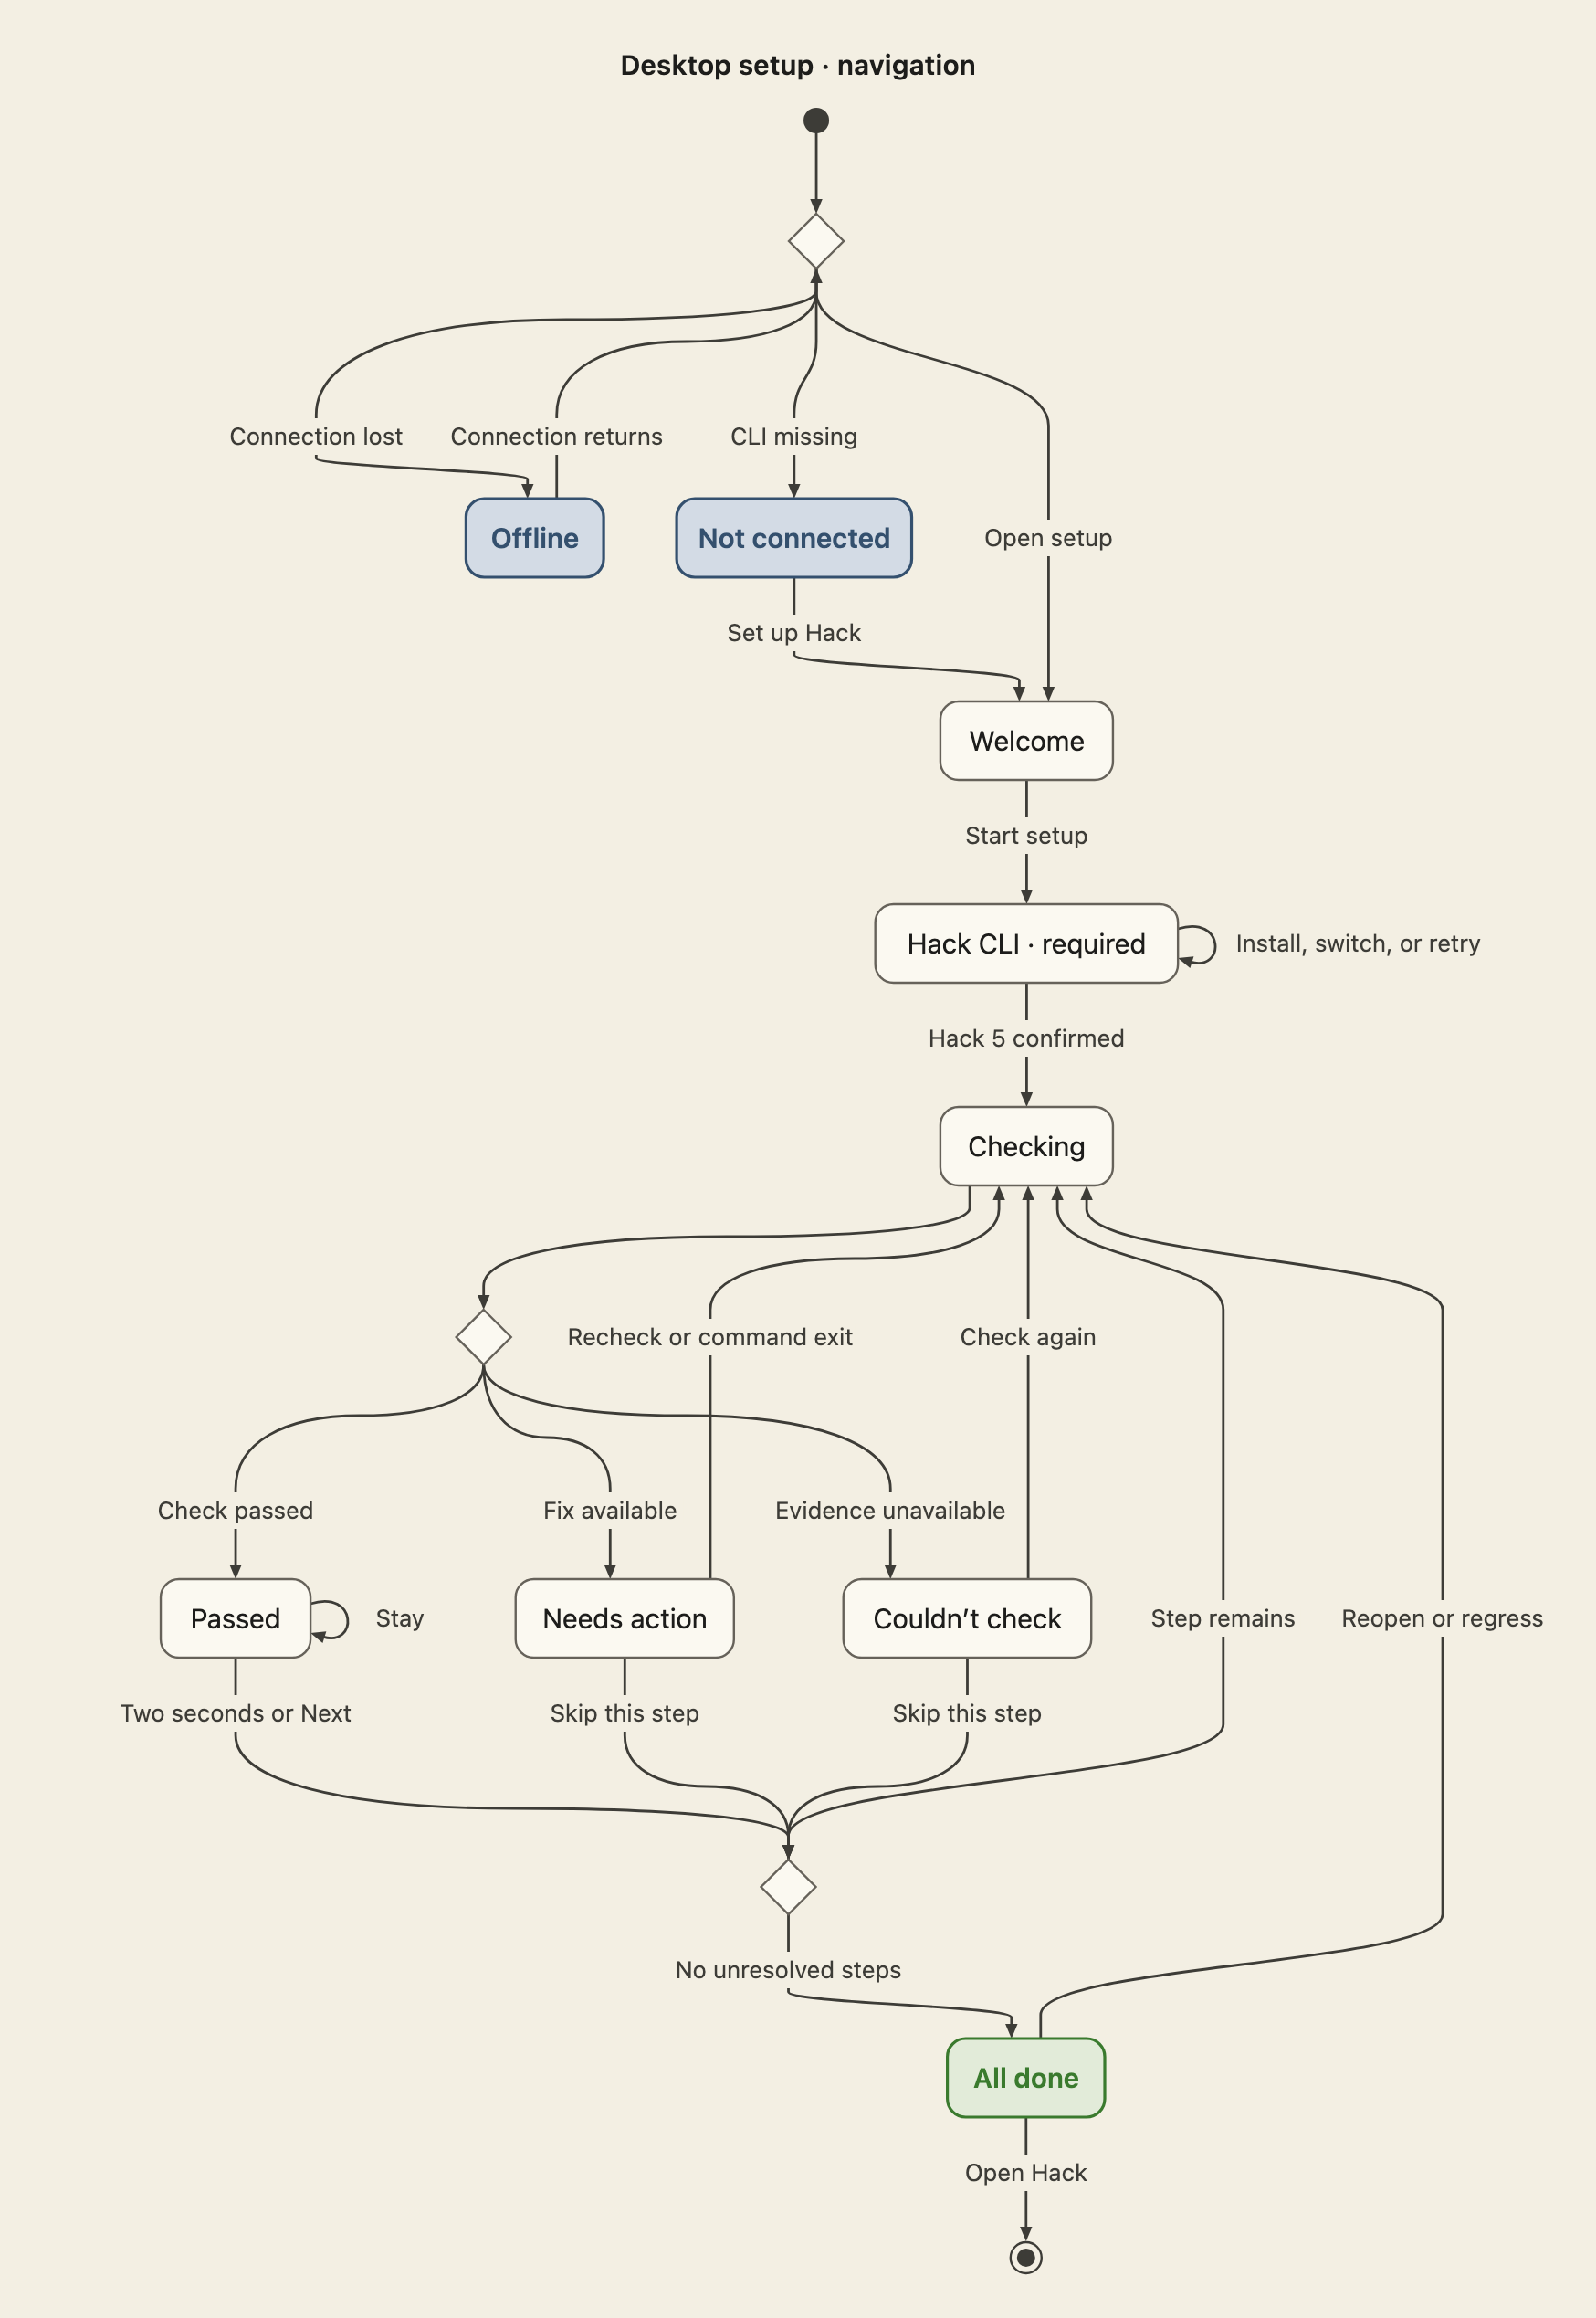 Desktop setup · navigation
Connection lost
Connection returns
CLI missing
Offline
Not connected
Open setup
Set up Hack
Welcome
Start setup
Hack CLI · required
Install, switch, or retry
Hack 5 confirmed
Checking
Recheck or command exit
Check again
Check passed
Fix available
Evidence unavailable
Passed
Stay
Needs action
Couldn’t check
Step remains
Reopen or regress
Two seconds or Next
Skip this step
Skip this step
No unresolved steps
All done
Open Hack